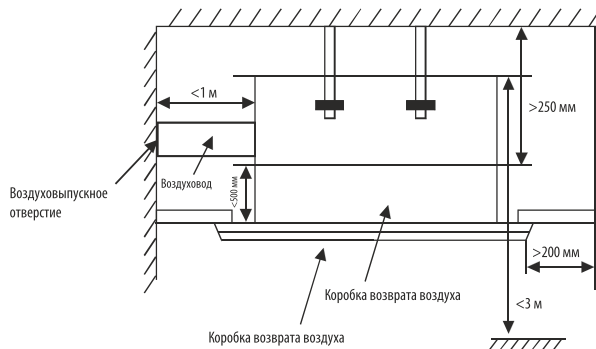 <1 м
>250 мм
Воздуховод
<500 мм
Воздуховыпускное
отверстие
>200 мм
Коробка возврата воздуха
<3 м
Коробка возврата воздуха